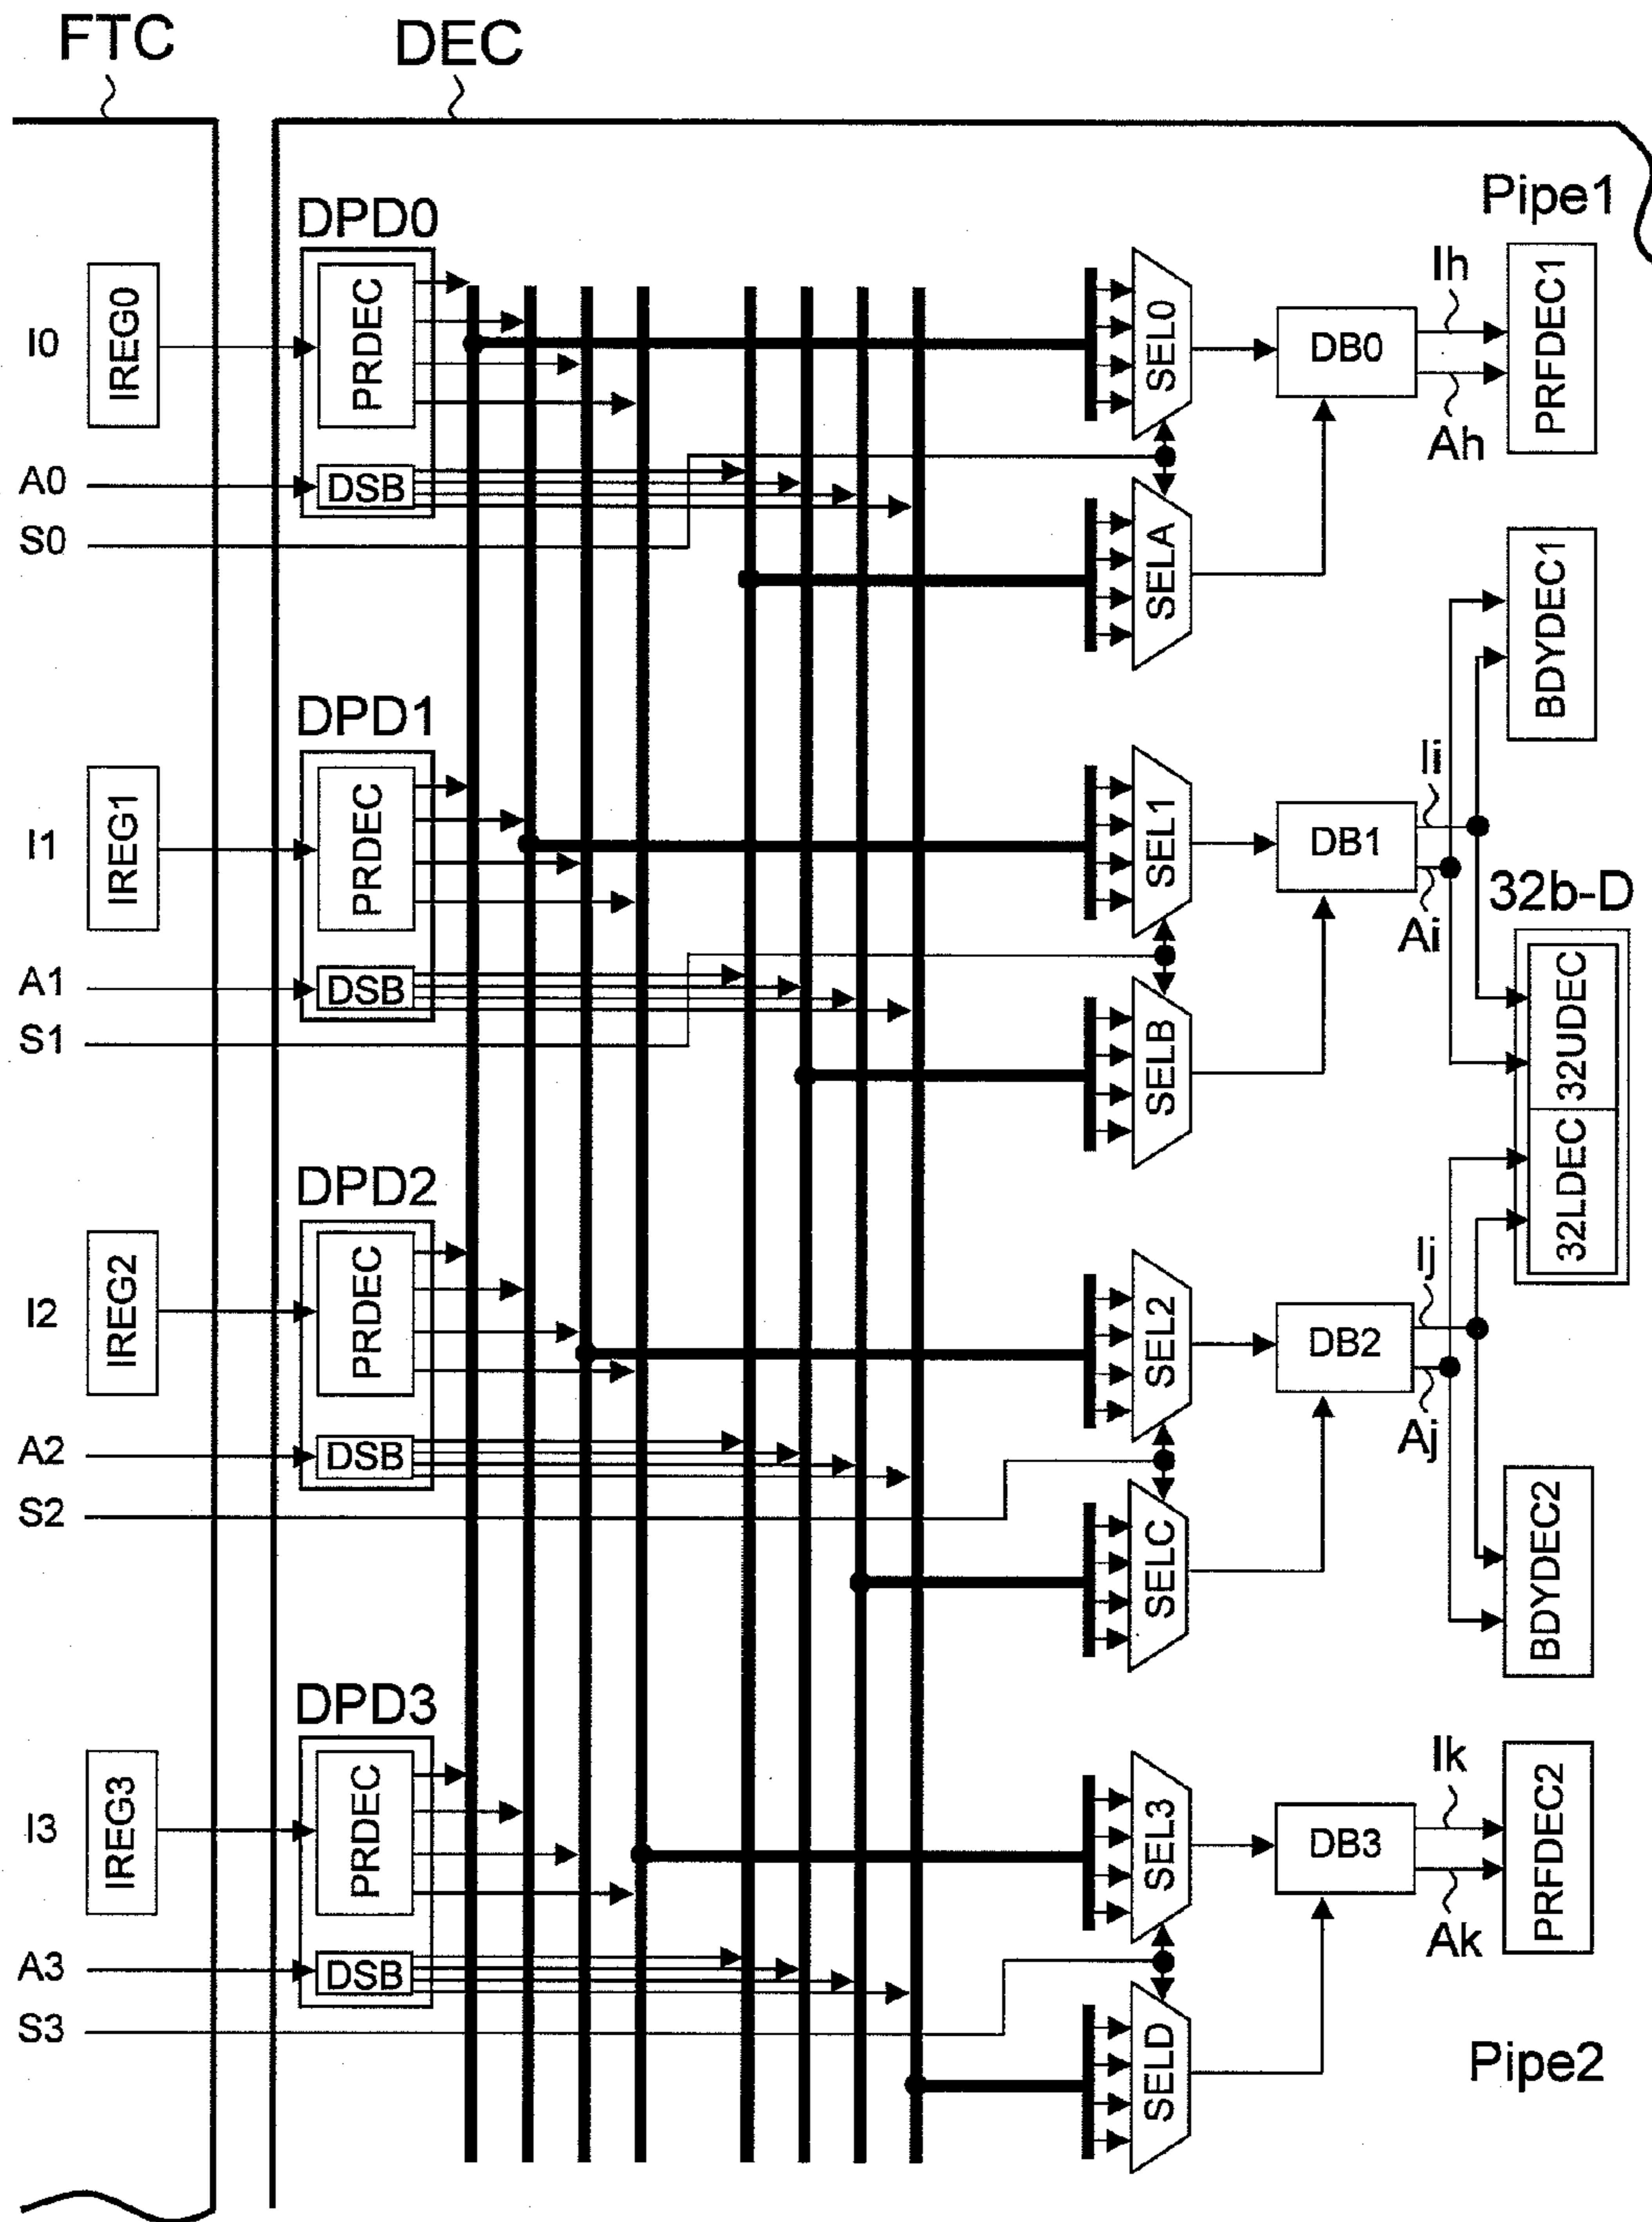 FTC
DEC
Pipe1
DPD0
I0
IREG0
PRDEC
SEL0
DB0
Ih
Ah
PRFDEC1
A0
DSB
S0
SELA
BDYDEC1
DPD1
I1
IREG1
PRDEC
SEL1
DB1
Ii
Ai
32b-D
A1
DSB
S1
SELB
32UDEC
32LDEC
DPD2
I2
IREG2
PRDEC
SEL2
DB2
Ij
Aj
A2
DSB
S2
SELC
BDYDEC2
DPD3
I3
IREG3
PRDEC
SEL3
DB3
Ik
Ak
PRFDEC2
A3
DSB
S3
SELD
Pipe2